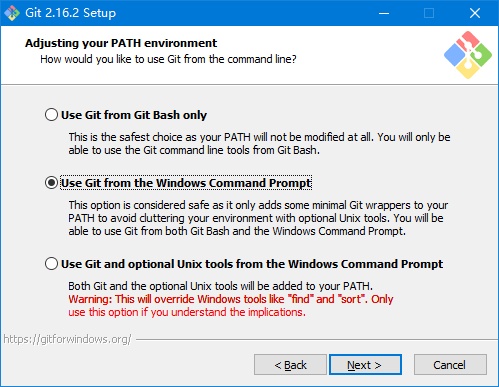 Git 2.16.2 Setup
Adjusting your PATH environment
How would you like to use Git from the command line?
Use Git from Git Bash only
This is the safest choice as your PATH will not be modified at all. You will only be
able to use the Git command line tools from Git Bash.
Use Git from the Windows Command Prompt
This option is considered safe as it only adds some minimal Git wrappers to your
PATH to avoid cluttering your environment with optional Unix tools. You will be
able to use Git from both Git Bash and the Windows Command Prompt.
Use Git and optional Unix tools from the Windows Command Prompt
Both Git and the optional Unix tools will be added to your PATH.
Warning: This will override Windows tools like "find" and "sort". Only
use this option if you understand the implications.
https://gitforwindows.org/
< Back Next > Cancel